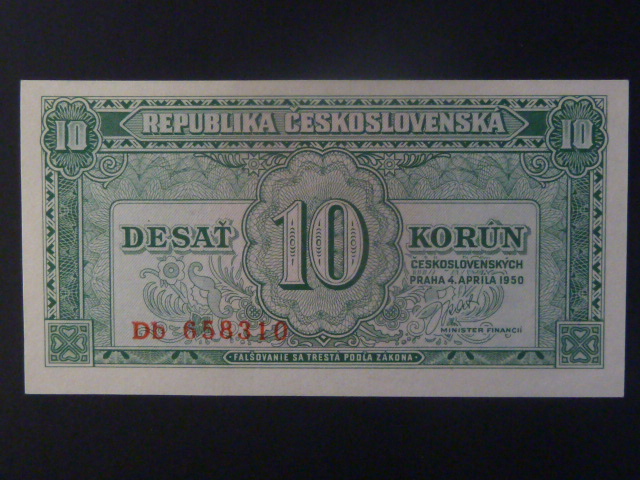 10 REPUBLIKA ČESKOSLOVENSKÁ 10
DESAŤ 10 KORÚN
ČESKOSLOVENSKÝCH
PRAHA 4. APRÍLA 1950
MINISTER FINANCIÍ
Db 658310
FALŠOVANIE SA TRESTÁ PODĽA ZÁKONA